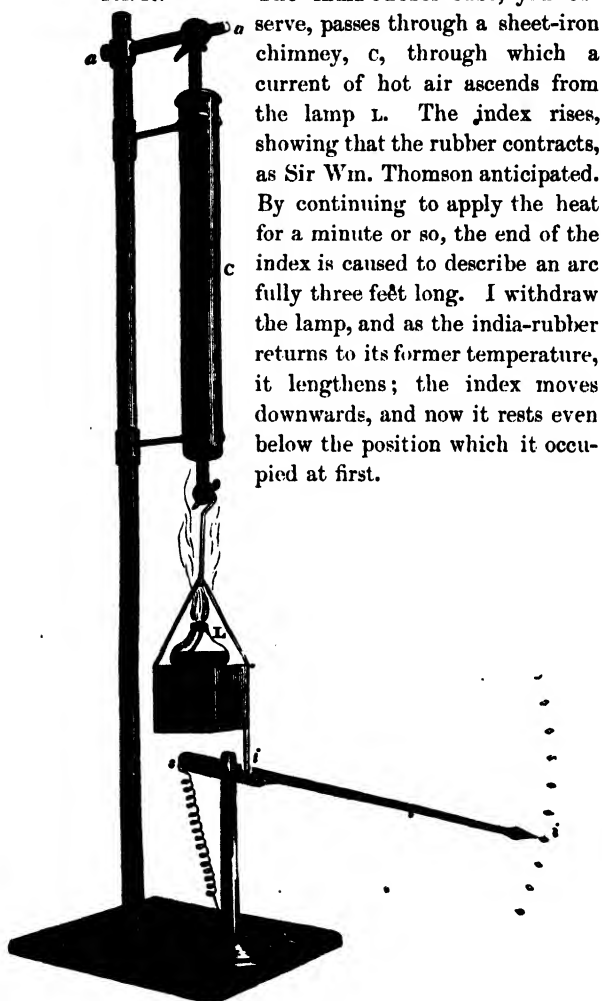 serve, passes through a sheet-iron
chimney, C, through which a
current of hot air ascends from
the lamp L. The index rises,
showing that the rubber contracts,
as Sir Wm. Thomson anticipated.
By continuing to apply the heat
for a minute or so, the end of the
index is caused to describe an arc
fully three feet long. I withdraw
the lamp, and as the india-rubber
returns to its former temperature,
it lengthens; the index moves
downwards, and now it rests even
below the position which it occu-
pied at first.
a
a
C
L
s
i